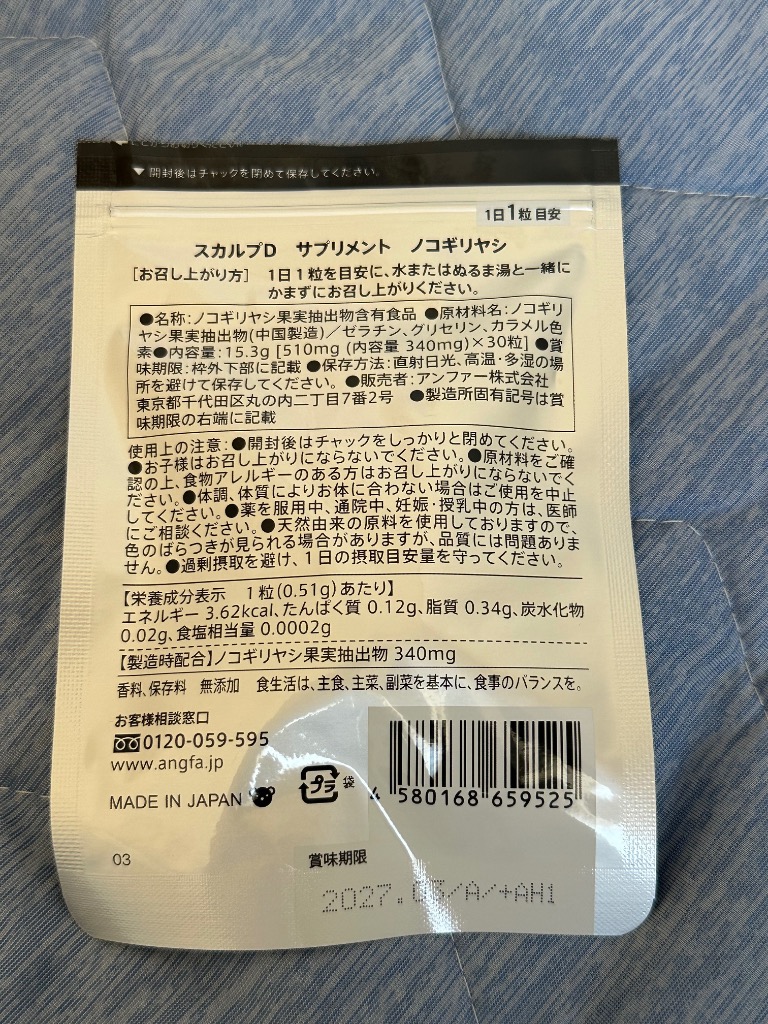 ▼開封後はチャックを閉めて保存してください。
1日1粒目安
スカルプD　サプリメント　ノコギリヤシ
[お召し上がり方]　1日1粒を目安に、水またはぬるま湯と一緒に
かまずにお召し上がりください。
●名称:ノコギリヤシ果実抽出物含有食品 ●原材料名:ノコギリ
ヤシ果実抽出物(中国製造)／ゼラチン、グリセリン、カラメル色
素●内容量:15.3g [510mg (内容量 340mg)×30粒] ●賞
味期限:枠外下部に記載 ●保存方法:直射日光、高温・多湿の場
所を避けて保存してください。●販売者:アンファー株式会社
東京都千代田区丸の内二丁目7番2号　●製造所固有記号は賞
味期限の右端に記載
使用上の注意:●開封後はチャックをしっかりと閉めてください。
●お子様はお召し上がりにならないでください。●原材料をご確
認の上、食物アレルギーのある方はお召し上がりにならないでく
ださい。●体調、体質によりお体に合わない場合はご使用を中止
してください。●薬を服用中、通院中、妊娠・授乳中の方は、医師
にご相談ください。●天然由来の原料を使用しておりますので、
色のばらつきが見られる場合がありますが、品質には問題ありま
せん。●過剰摂取を避け、1日の摂取目安量を守ってください。
【栄養成分表示　1粒(0.51g)あたり】
エネルギー 3.62kcal、たんぱく質 0.12g、脂質 0.34g、炭水化物
0.02g、食塩相当量 0.0002g
【製造時配合】ノコギリヤシ果実抽出物 340mg
香料、保存料　無添加　食生活は、主食、主菜、副菜を基本に、食事のバランスを。
お客様相談窓口
0120-059-595
www.angfa.jp
MADE IN JAPAN
プラ
袋
4 580168 659525
03
賞味期限
2027.03/A/+AH1